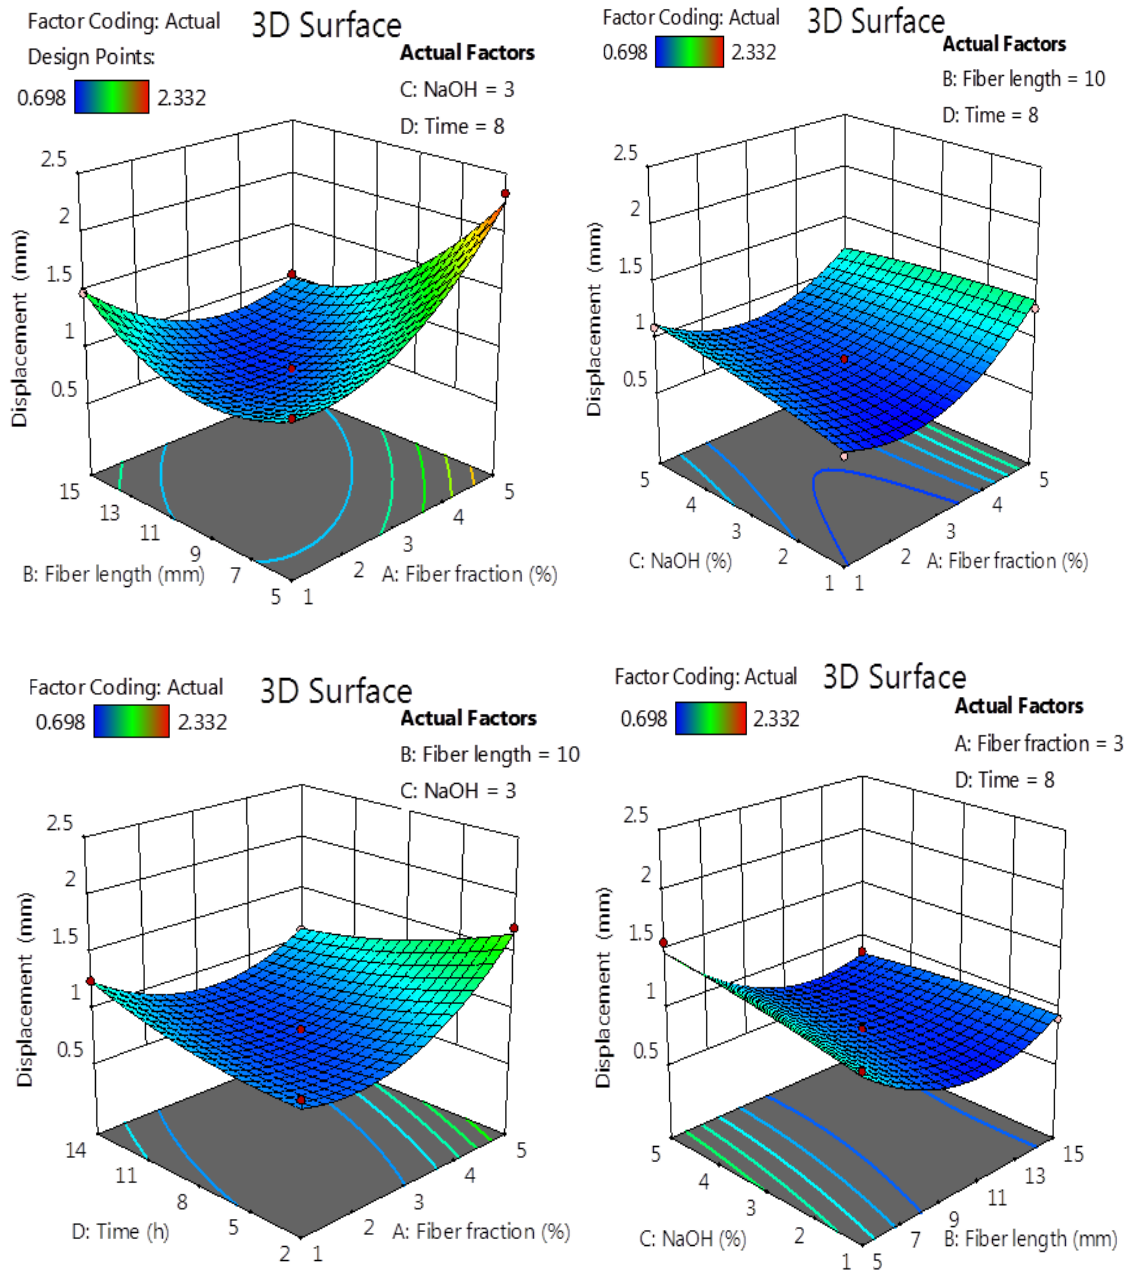 Factor Coding: Actual
3D Surface
Design Points:
0.698
2.332
Actual Factors
C: NaOH = 3
D: Time = 8
2.5
2
1.5
1
0.5
Displacement (mm)
15
13
11
9
7
5
B: Fiber length (mm)
1
2
3
4
5
A: Fiber fraction (%)
Factor Coding: Actual
3D Surface
0.698
2.332
Actual Factors
B: Fiber length = 10
D: Time = 8
2.5
2
1.5
1
0.5
Displacement (mm)
5
4
3
2
1
C: NaOH (%)
1
2
3
4
5
A: Fiber fraction (%)
Factor Coding: Actual
3D Surface
0.698
2.332
Actual Factors
B: Fiber length = 10
C: NaOH = 3
2.5
2
1.5
1
0.5
Displacement (mm)
14
11
8
5
2
D: Time (h)
1
2
3
4
5
A: Fiber fraction (%)
Factor Coding: Actual
3D Surface
0.698
2.332
Actual Factors
A: Fiber fraction = 3
D: Time = 8
2.5
2
1.5
1
0.5
Displacement (mm)
5
4
3
2
1
C: NaOH (%)
5
7
9
11
13
15
B: Fiber length (mm)